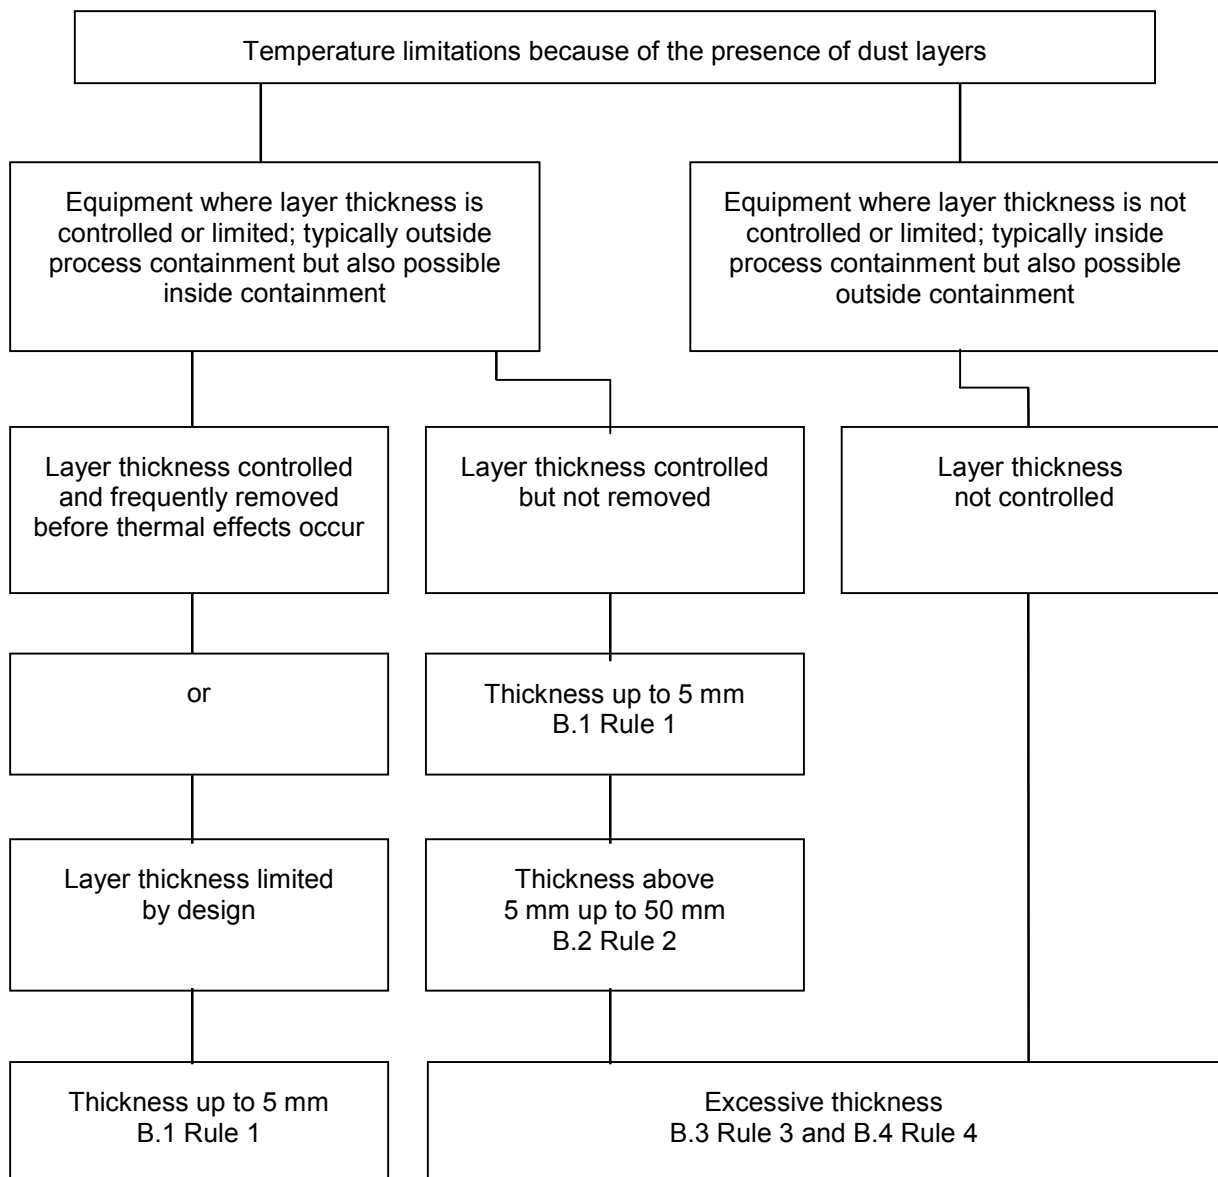 Temperature limitations because of the presence of dust layers
Equipment where layer thickness is
controlled or limited; typically outside
process containment but also possible
inside containment
Equipment where layer thickness is not
controlled or limited; typically inside
process containment but also possible
outside containment
Layer thickness controlled
and frequently removed
before thermal effects occur
Layer thickness controlled
but not removed
Layer thickness
not controlled
or
Thickness up to 5 mm
B.1 Rule 1
Layer thickness limited
by design
Thickness above
5 mm up to 50 mm
B.2 Rule 2
Thickness up to 5 mm
B.1 Rule 1
Excessive thickness
B.3 Rule 3 and B.4 Rule 4